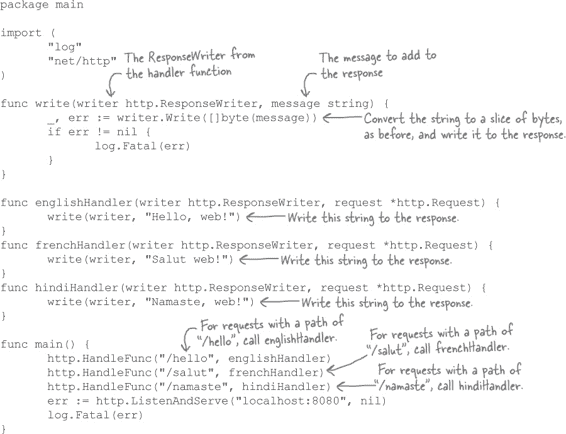 package main
import (
"log"
"net/http"
)
The ResponseWriter from
the handler function
The message to add to
the response
func write(writer http.ResponseWriter, message string) {
_, err := writer.Write([]byte(message))
Convert the string to a slice of bytes,
as before, and write it to the response.
if err != nil {
log.Fatal(err)
}
}
func englishHandler(writer http.ResponseWriter, request *http.Request) {
write(writer, "Hello, web!")
Write this string to the response.
}
func frenchHandler(writer http.ResponseWriter, request *http.Request) {
write(writer, "Salut web!")
Write this string to the response.
}
func hindiHandler(writer http.ResponseWriter, request *http.Request) {
write(writer, "Namaste, web!")
Write this string to the response.
}
For requests with a path of
"/hello", call englishHandler.
func main() {
http.HandleFunc("/hello", englishHandler)
For requests with a path of
"/salut", call frenchHandler.
http.HandleFunc("/salut", frenchHandler)
For requests with a path of
"/namaste", call hindiHandler.
http.HandleFunc("/namaste", hindiHandler)
err := http.ListenAndServe("localhost:8080", nil)
log.Fatal(err)
}